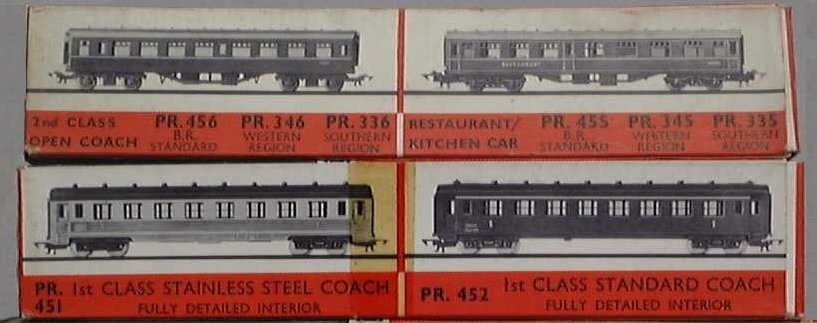 RESTAURANT
2nd CLASS
OPEN COACH
PR. 456
B.R.
STANDARD
PR. 346
WESTERN
REGION
PR. 336
SOUTHERN
REGION
RESTAURANT/
KITCHEN CAR
PR. 455
B.R.
STANDARD
PR. 345
WESTERN
REGION
PR. 335
SOUTHERN
REGION
PR.
451
1st CLASS STAINLESS STEEL COACH
FULLY DETAILED INTERIOR
PR. 452
1st CLASS STANDARD COACH
FULLY DETAILED INTERIOR